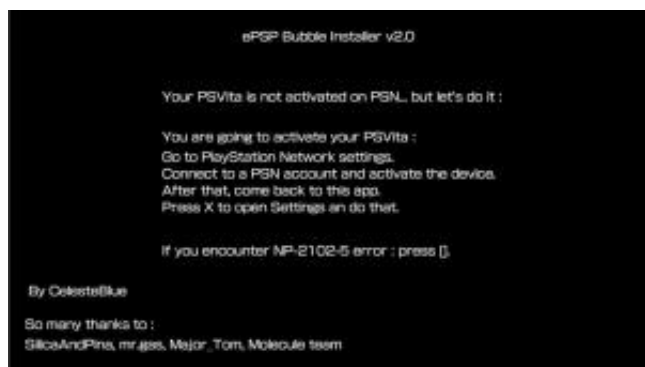 ePSP Bubble Installer v2.0
Your PSVita is not activated on PSN... but let's do it :
You are going to activate your PSVita :
Go to PlayStation Network settings.
Connect to a PSN account and activate the device.
After that, come back to this app.
Press X to open Settings an do that.
If you encounter NP-2102-5 error : press [].
By CelesteBlue
So many thanks to :
SilicaAndPina, mr.gas, Major_Tom, Molecule team